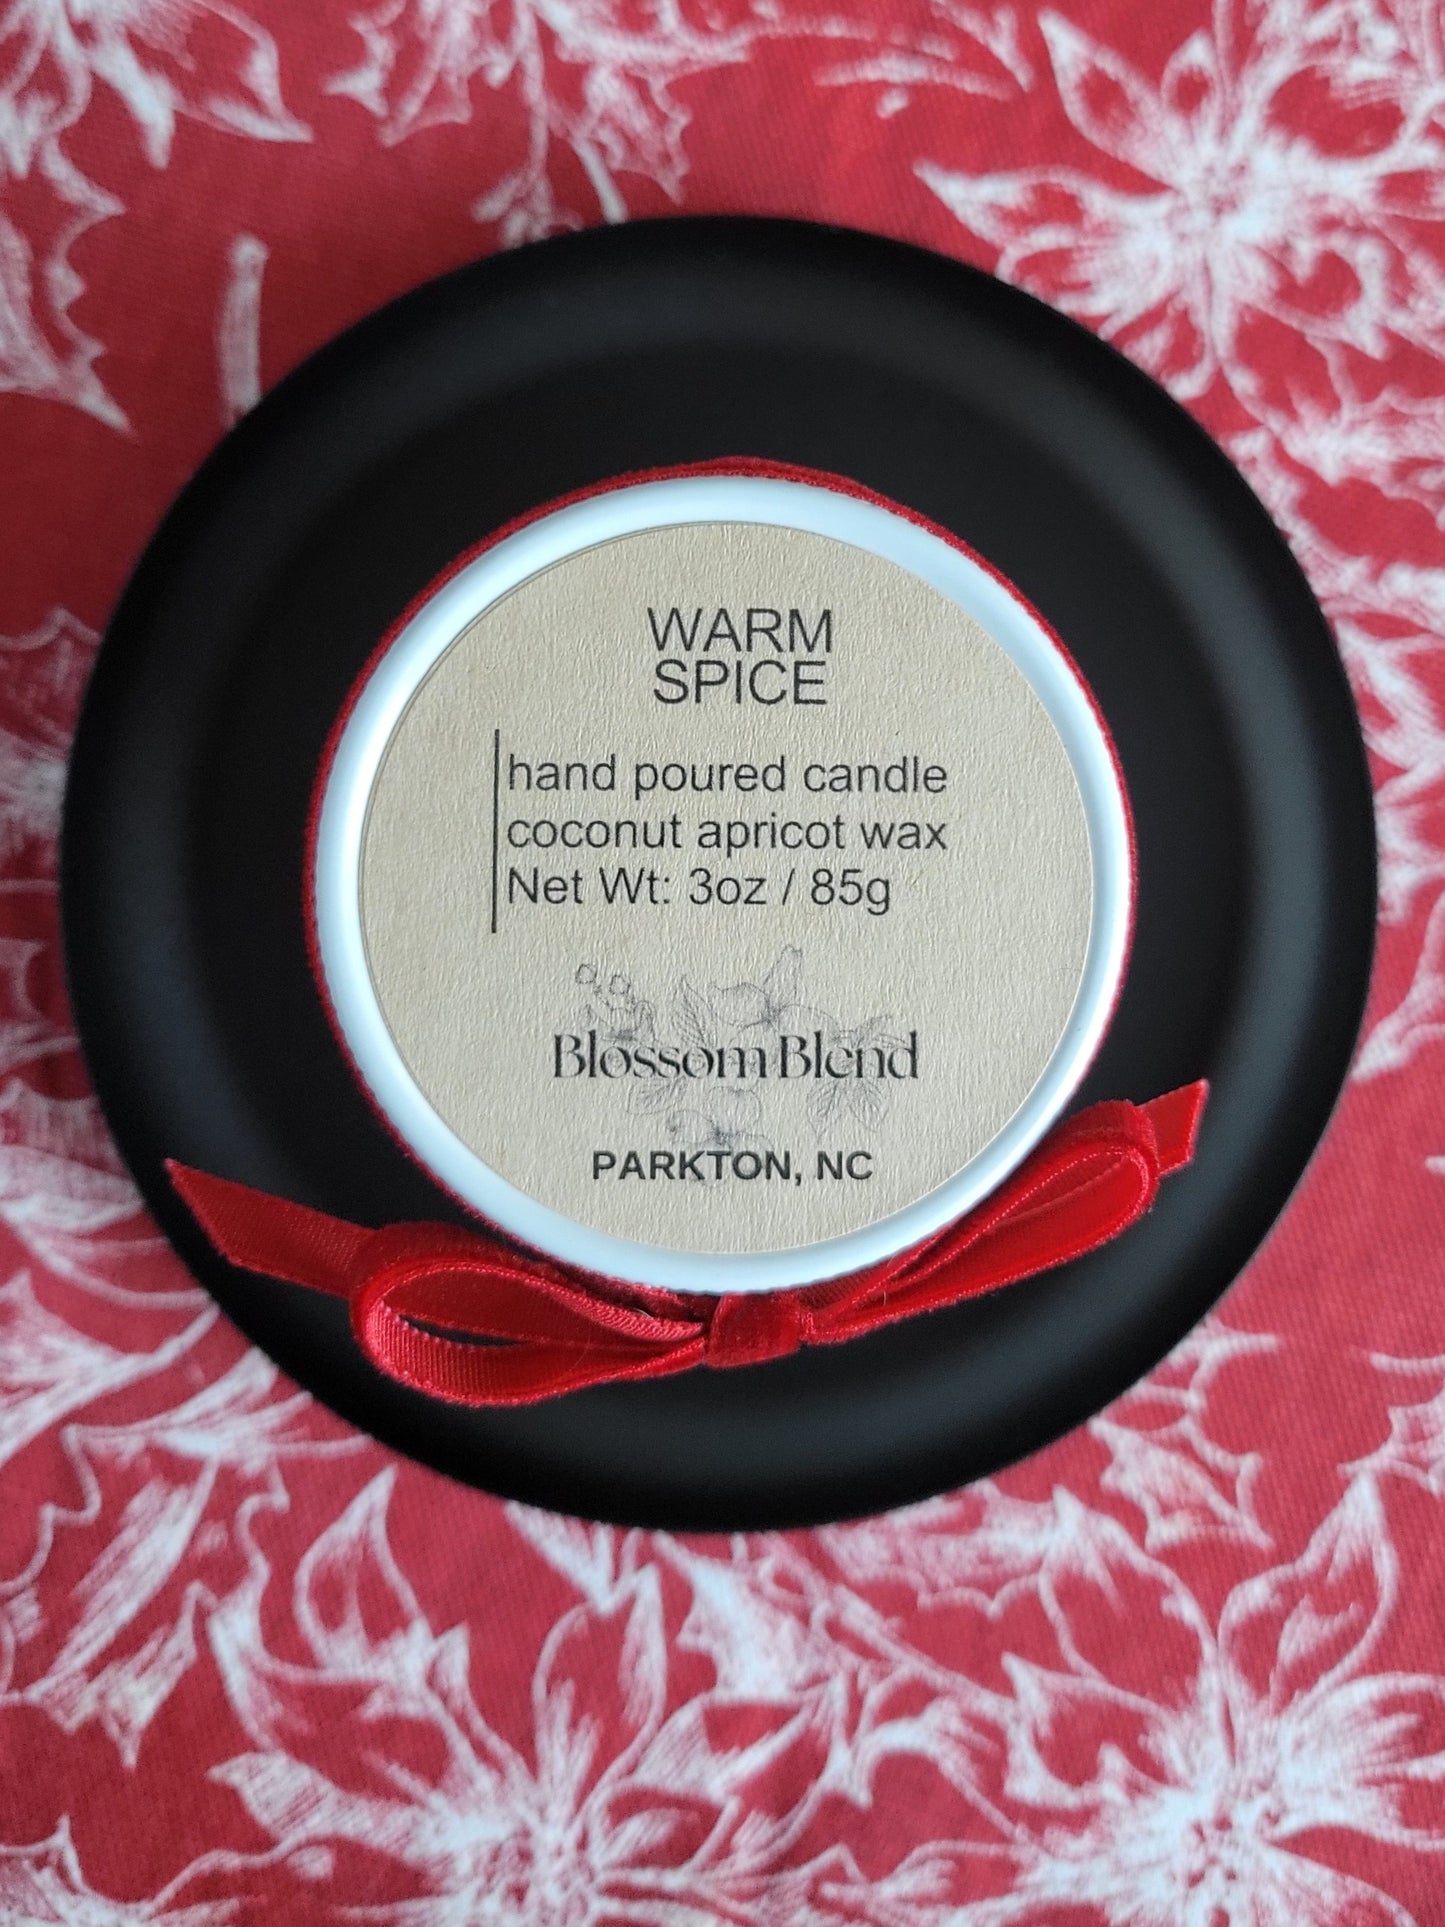 WARM
SPICE
hand poured candle
coconut apricot wax
Net Wt: 3oz / 85g
Blossom Blend
PARKTON, NC